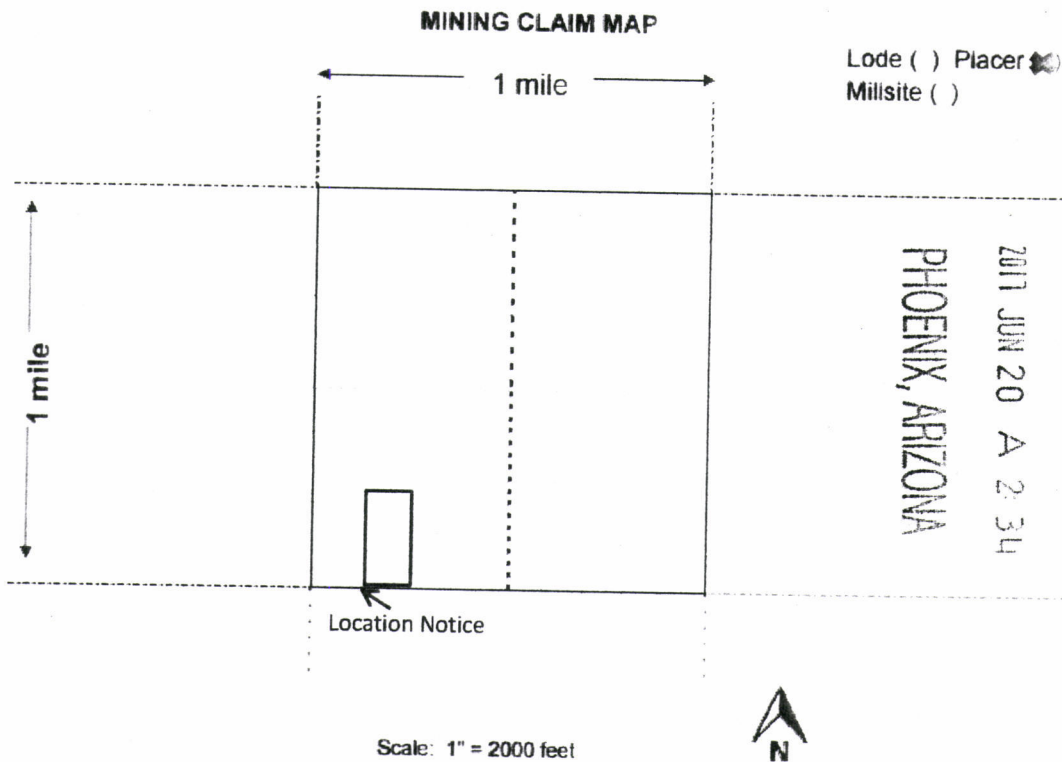 MINING CLAIM MAP
Lode ( ) Placer
Millsite ( )
1 mile
1 mile
2017 JUN 20 A 2:34
PHOENIX, ARIZONA
Location Notice
Scale: 1" = 2000 feet
N